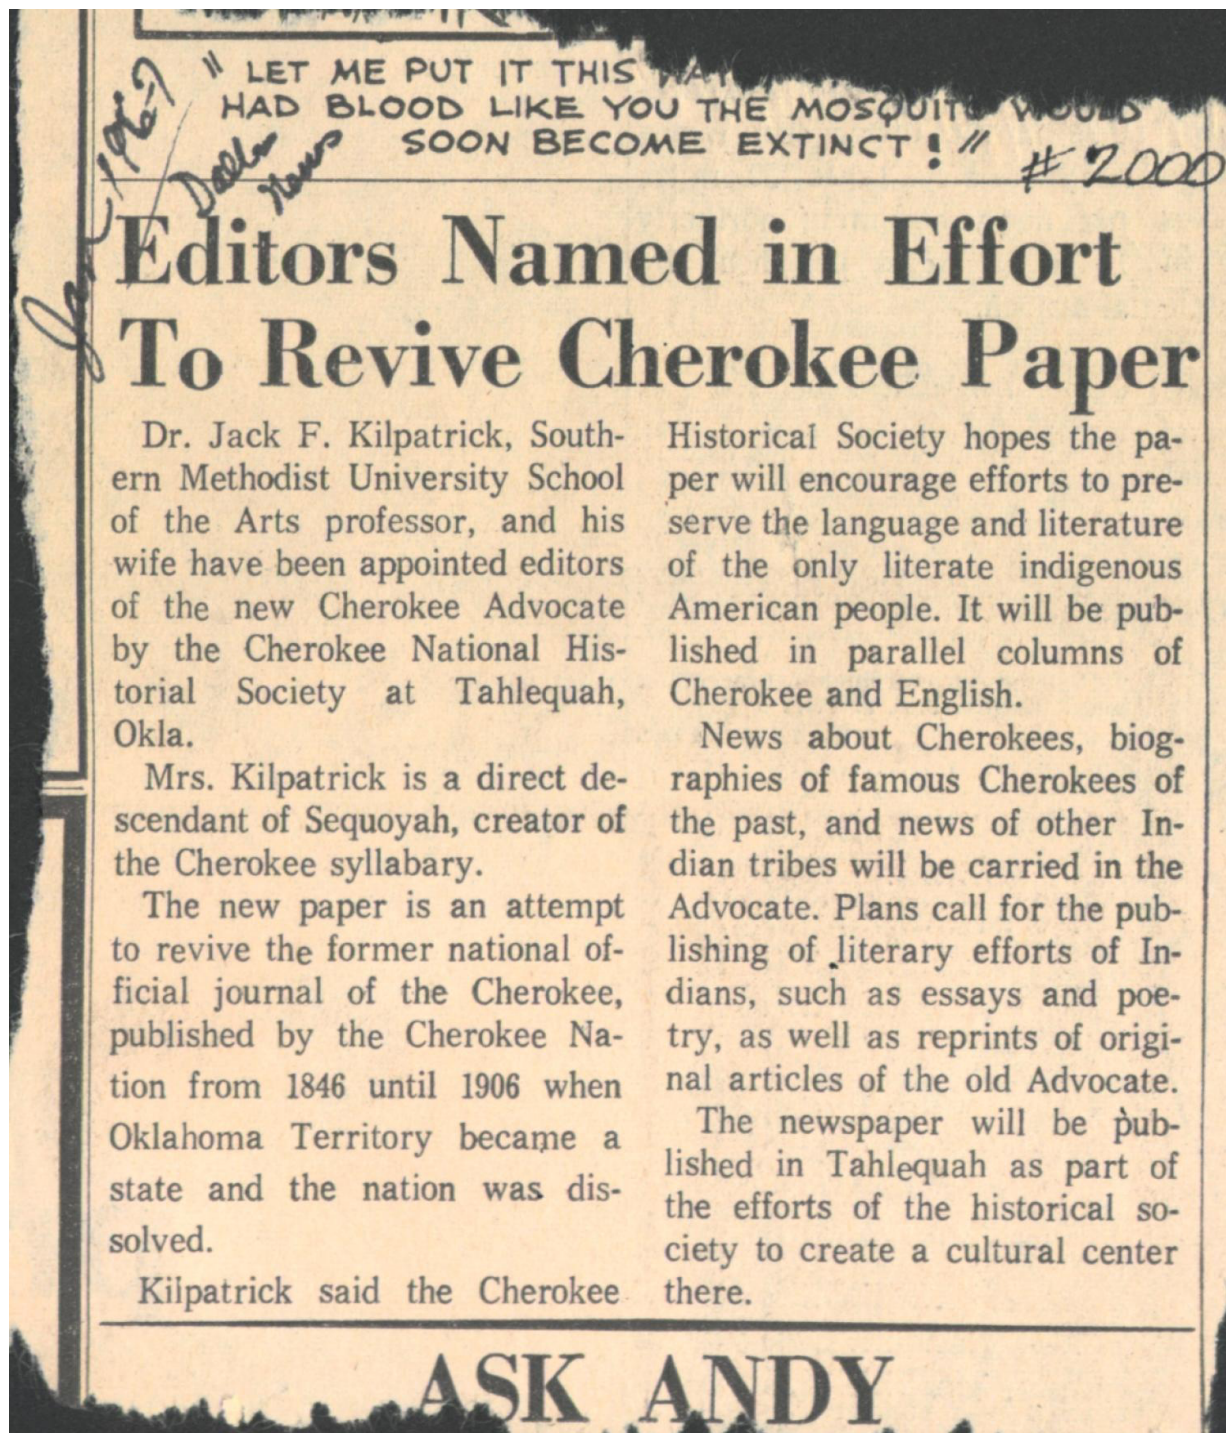 " LET ME PUT IT THIS
HAD BLOOD LIKE YOU THE MOSQUITO WOULD
SOON BECOME EXTINCT ! "
Jan 1967
Dallas
News
# 2000
Editors Named in Effort
To Revive Cherokee Paper
Dr. Jack F. Kilpatrick, South-
ern Methodist University School
of the Arts professor, and his
wife have been appointed editors
of the new Cherokee Advocate
by the Cherokee National His-
torial Society at Tahlequah,
Okla.
Mrs. Kilpatrick is a direct de-
scendant of Sequoyah, creator of
the Cherokee syllabary.
The new paper is an attempt
to revive the former national of-
ficial journal of the Cherokee,
published by the Cherokee Na-
tion from 1846 until 1906 when
Oklahoma Territory became a
state and the nation was dis-
solved.
Kilpatrick said the Cherokee
Historical Society hopes the pa-
per will encourage efforts to pre-
serve the language and literature
of the only literate indigenous
American people. It will be pub-
lished in parallel columns of
Cherokee and English.
News about Cherokees, biog-
raphies of famous Cherokees of
the past, and news of other In-
dian tribes will be carried in the
Advocate. Plans call for the pub-
lishing of literary efforts of In-
dians, such as essays and poe-
try, as well as reprints of origi-
nal articles of the old Advocate.
The newspaper will be pub-
lished in Tahlequah as part of
the efforts of the historical so-
ciety to create a cultural center
there.
ASK ANDY